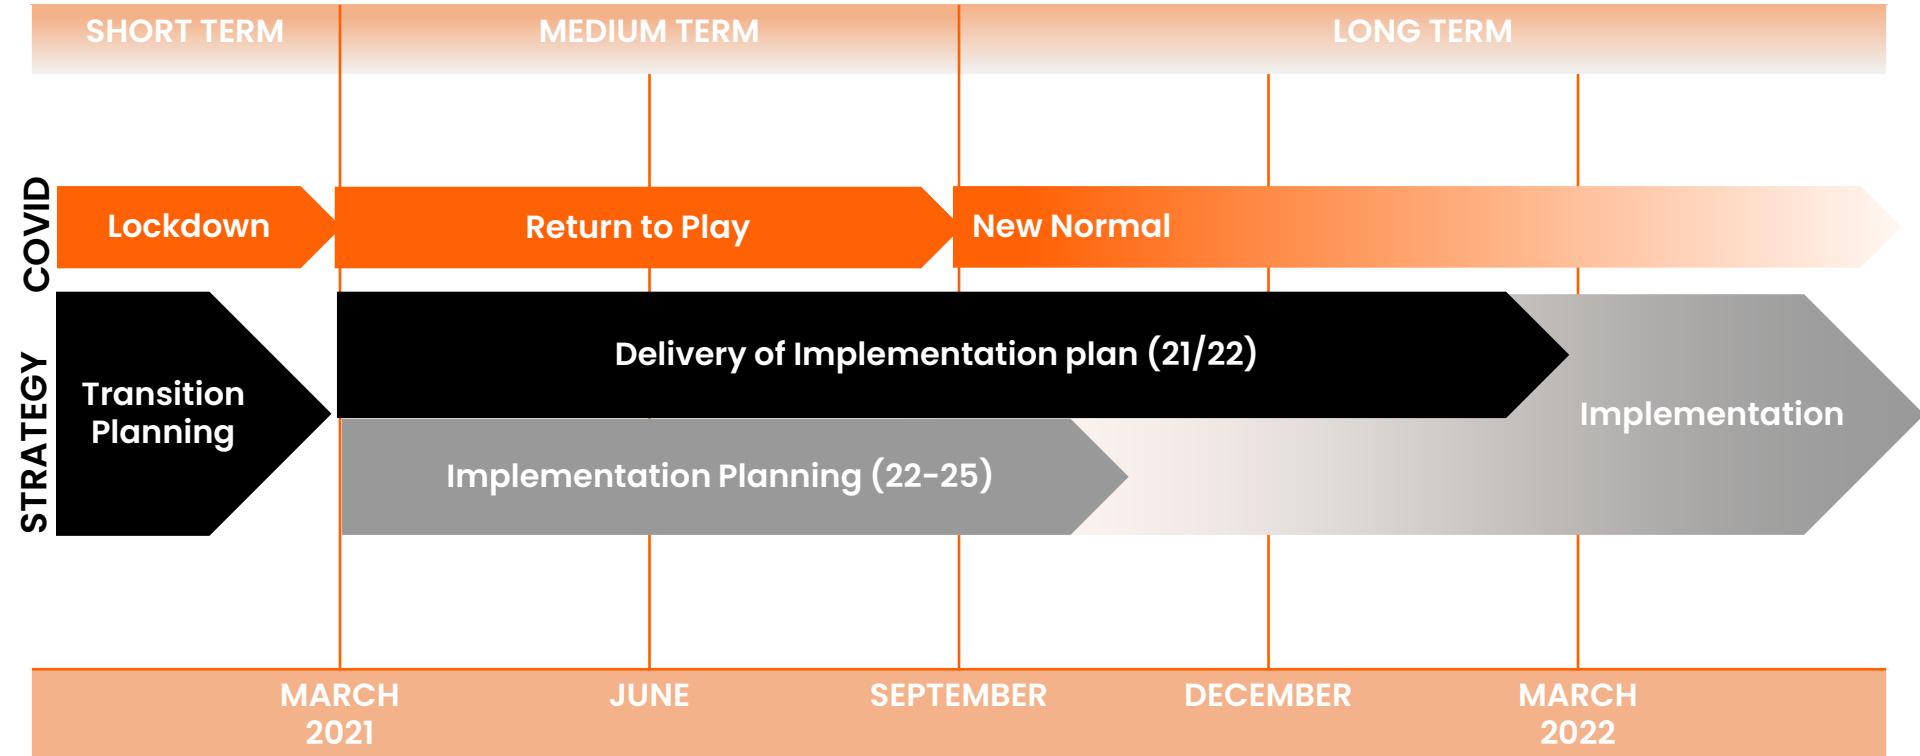 SHORT TERM
MEDIUM TERM
LONG TERM
COVID
Lockdown
Return to Play
New Normal
STRATEGY
Transition
Planning
Delivery of Implementation plan (21/22)
Implementation Planning (22-25)
Implementation
MARCH
2021
JUNE
SEPTEMBER
DECEMBER
MARCH
2022